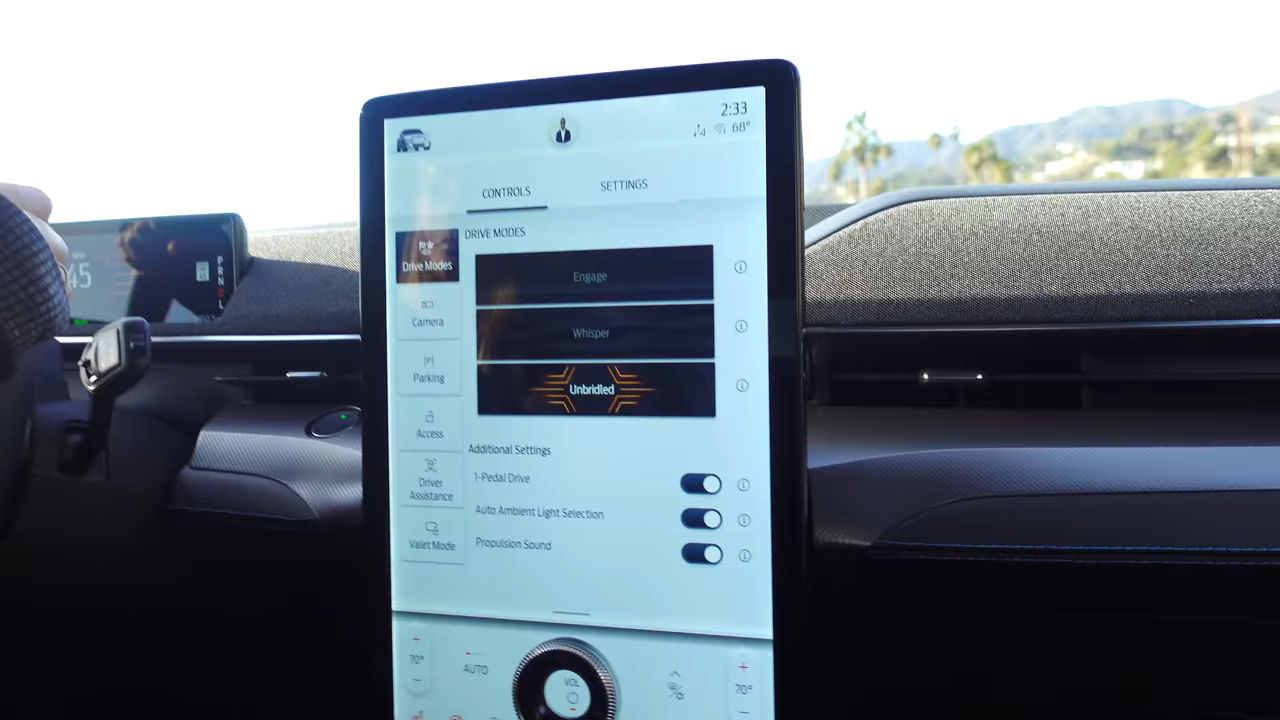 2:33
68°
CONTROLS
SETTINGS
DRIVE MODES
Drive Modes
Engage
Camera
Whisper
Parking
Unbridled
Access
Additional Settings
1-Pedal Drive
Driver
Assistance
Auto Ambient Light Selection
Valet Mode
Propulsion Sound
70°
AUTO
VOL
70°
45
P
R
N
D
L